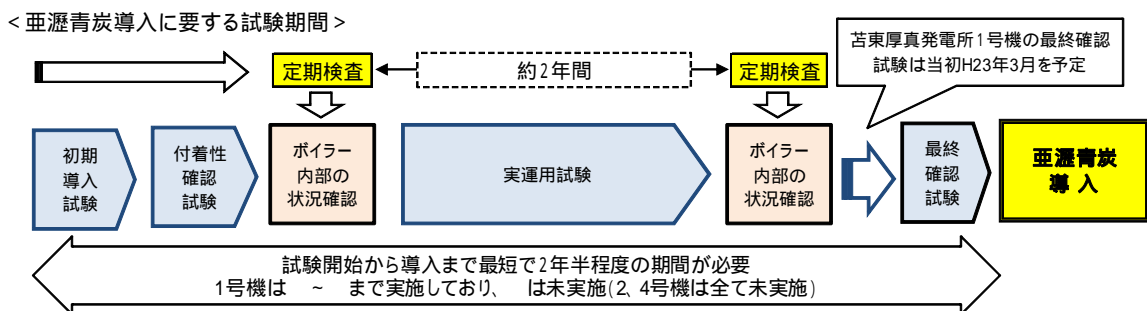 <亜瀝青炭導入に要する試験期間>
定期検査
約2年間
定期検査
苫東厚真発電所1号機の最終確認
試験は当初H23年3月を予定
初期
導入
試験
付着性
確認
試験
ボイラー
内部の
状況確認
実運用試験
ボイラー
内部の
状況確認
最終
確認
試験
亜瀝青炭
導 入
試験開始から導入まで最短で2年半程度の期間が必要
1号機は ~ まで実施しており、 は未実施(2、4号機は全て未実施)